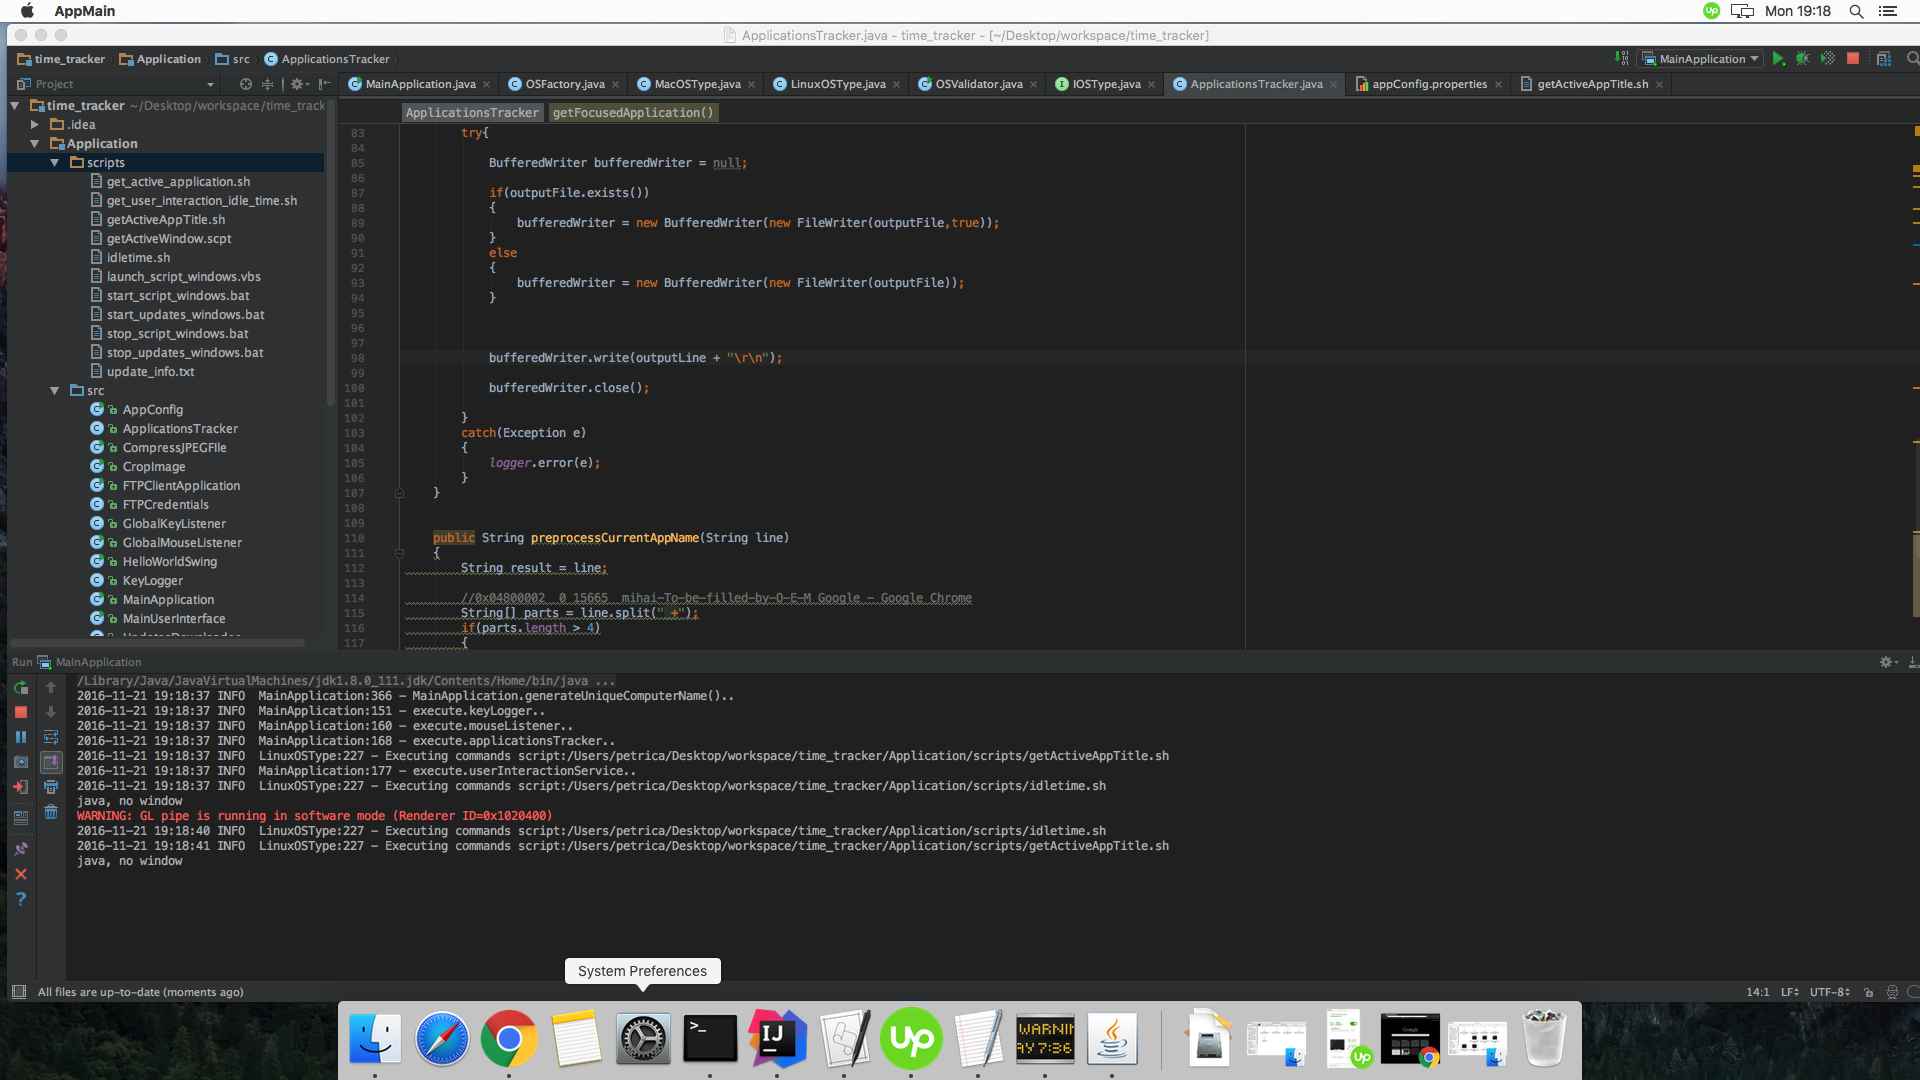 AppMain
Mon 19:18
ApplicationsTracker.java - time_tracker - [~/Desktop/workspace/time_tracker]
time_tracker Application src ApplicationsTracker
MainApplication
Project
MainApplication.java OSFactory.java MacOSType.java LinuxOSType.java OSValidator.java IOSType.java ApplicationsTracker.java appConfig.properties getActiveAppTitle.sh
ApplicationsTracker getFocusedApplication()
time_tracker ~/Desktop/workspace/time_track
.idea
Application
scripts
get_active_application.sh
get_user_interaction_idle_time.sh
getActiveAppTitle.sh
getActiveWindow.scpt
idletime.sh
launch_script_windows.vbs
start_script_windows.bat
start_updates_windows.bat
stop_script_windows.bat
stop_updates_windows.bat
update_info.txt
src
AppConfig
ApplicationsTracker
CompressJPEGFIle
CropImage
FTPClientApplication
FTPCredentials
GlobalKeyListener
GlobalMouseListener
HelloWorldSwing
KeyLogger
MainApplication
MainUserInterface
83 try{
84
85 BufferedWriter bufferedWriter = null;
86
87 if(outputFile.exists())
88 {
89 bufferedWriter = new BufferedWriter(new FileWriter(outputFile,true));
90 }
91 else
92 {
93 bufferedWriter = new BufferedWriter(new FileWriter(outputFile));
94 }
95
96
97
98 bufferedWriter.write(outputLine + "\r\n");
99
100 bufferedWriter.close();
101
102 }
103 catch(Exception e)
104 {
105 logger.error(e);
106 }
107 }
108
109
110 public String preprocessCurrentAppName(String line)
111 {
112 String result = line;
113
114 //0x04800002  0 15665  mihai-To-be-filled-by-O-E-M Google - Google Chrome
115 String[] parts = line.split(" +");
116 if(parts.length > 4)
117 {
Run MainApplication
/Library/Java/JavaVirtualMachines/jdk1.8.0_111.jdk/Contents/Home/bin/java ...
2016-11-21 19:18:37 INFO  MainApplication:366 - MainApplication.generateUniqueComputerName()..
2016-11-21 19:18:37 INFO  MainApplication:151 - execute.keyLogger..
2016-11-21 19:18:37 INFO  MainApplication:160 - execute.mouseListener..
2016-11-21 19:18:37 INFO  MainApplication:168 - execute.applicationsTracker..
2016-11-21 19:18:37 INFO  LinuxOSType:227 - Executing commands script:/Users/petrica/Desktop/workspace/time_tracker/Application/scripts/getActiveAppTitle.sh
2016-11-21 19:18:37 INFO  MainApplication:177 - execute.userInteractionService..
2016-11-21 19:18:37 INFO  LinuxOSType:227 - Executing commands script:/Users/petrica/Desktop/workspace/time_tracker/Application/scripts/idletime.sh
java, no window
WARNING: GL pipe is running in software mode (Renderer ID=0x1020400)
2016-11-21 19:18:40 INFO  LinuxOSType:227 - Executing commands script:/Users/petrica/Desktop/workspace/time_tracker/Application/scripts/idletime.sh
2016-11-21 19:18:41 INFO  LinuxOSType:227 - Executing commands script:/Users/petrica/Desktop/workspace/time_tracker/Application/scripts/getActiveAppTitle.sh
java, no window
System Preferences
All files are up-to-date (moments ago)
14:1 LF UTF-8
IJ
Up
WARNIN
AY 7:36
Up